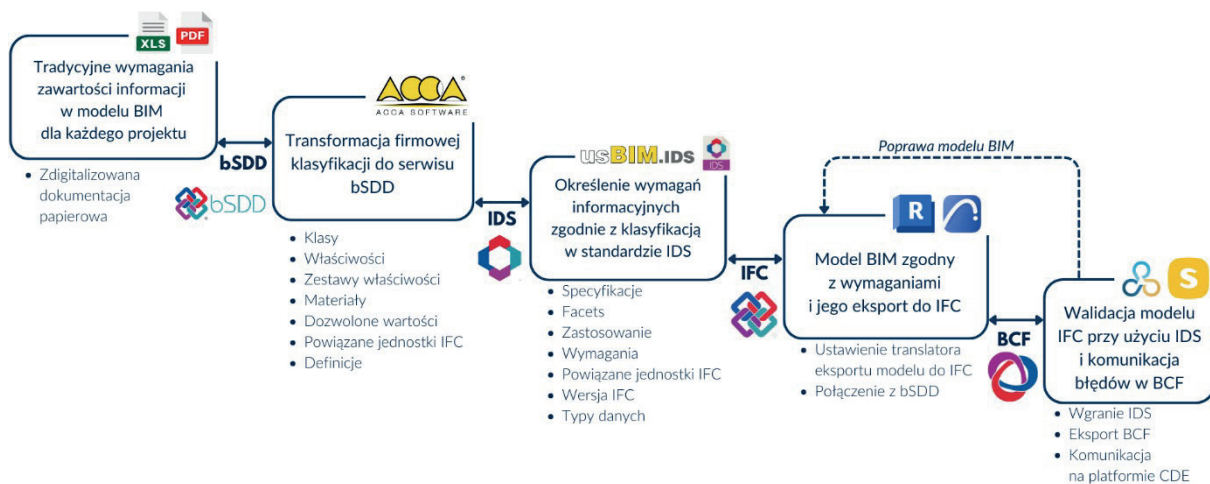 XLS
PDF
Tradycyjne wymagania
zawartości informacji
w modelu BIM
dla każdego projektu
• Zdigitalizowana
dokumentacja
papierowa
bSDD
bSDD
ACCA
ACCA SOFTWARE
Transformacja firmowej
klasyfikacji do serwisu
bSDD
• Klasy
• Właściwości
• Zestawy właściwości
• Materiały
• Dozwolone wartości
• Powiązane jednostki IFC
• Definicje
IDS
usBIM.IDS
IDS
Określenie wymagań
informacyjnych
zgodnie z klasyfikacją
w standardzie IDS
• Specyfikacje
• Facets
• Zastosowanie
• Wymagania
• Powiązane jednostki IFC
• Wersja IFC
• Typy danych
IFC
Poprawa modelu BIM
R
Model BIM zgodny
z wymaganiami
i jego eksport do IFC
• Ustawienie translatora
eksportu modelu do IFC
• Połączenie z bSDD
BCF
S
Walidacja modelu
IFC przy użyciu IDS
i komunikacja
błędów w BCF
• Wgranie IDS
• Eksport BCF
• Komunikacja
na platformie CDE